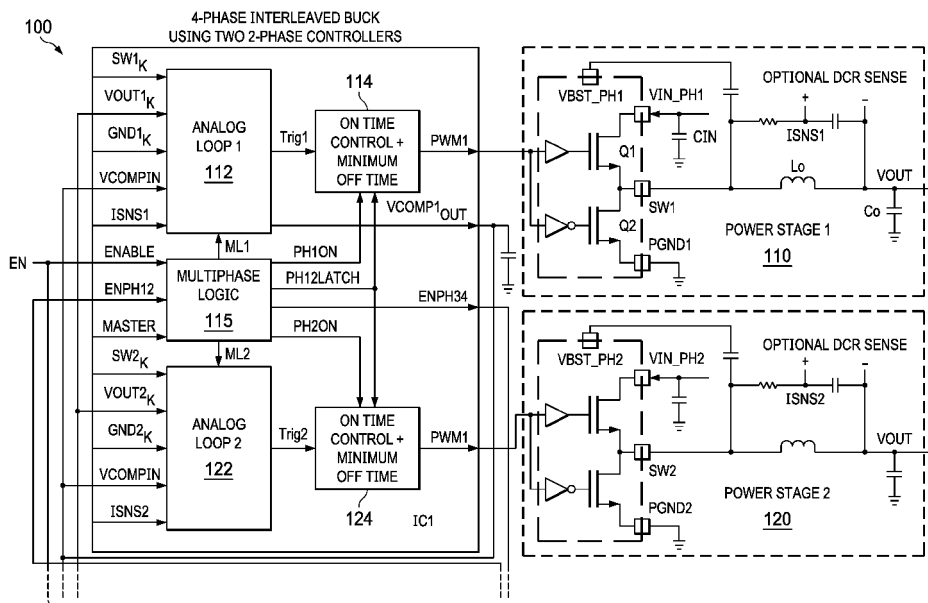 4-PHASE INTERLEAVED BUCK
USING TWO 2-PHASE CONTROLLERS
100
SW1K
VOUT1K
GND1K
VCOMPIN
ISNS1
ANALOG
LOOP 1
112
Trig1
114
ON TIME
CONTROL +
MINIMUM
OFF TIME
PWM1
VCOMP1OUT
EN
ENABLE
ENPH12
MASTER
ML1
MULTIPHASE
LOGIC
115
ML2
PH1ON
PH12LATCH
PH2ON
ENPH34
SW2K
VOUT2K
GND2K
VCOMPIN
ISNS2
ANALOG
LOOP 2
122
Trig2
ON TIME
CONTROL +
MINIMUM
OFF TIME
124
PWM1
IC1
VBST_PH1
VIN_PH1
CIN
Q1
SW1
Q2
PGND1
OPTIONAL DCR SENSE
+
-
ISNS1
Lo
VOUT
Co
POWER STAGE 1
110
VBST_PH2
VIN_PH2
SW2
PGND2
OPTIONAL DCR SENSE
+
-
ISNS2
VOUT
POWER STAGE 2
120